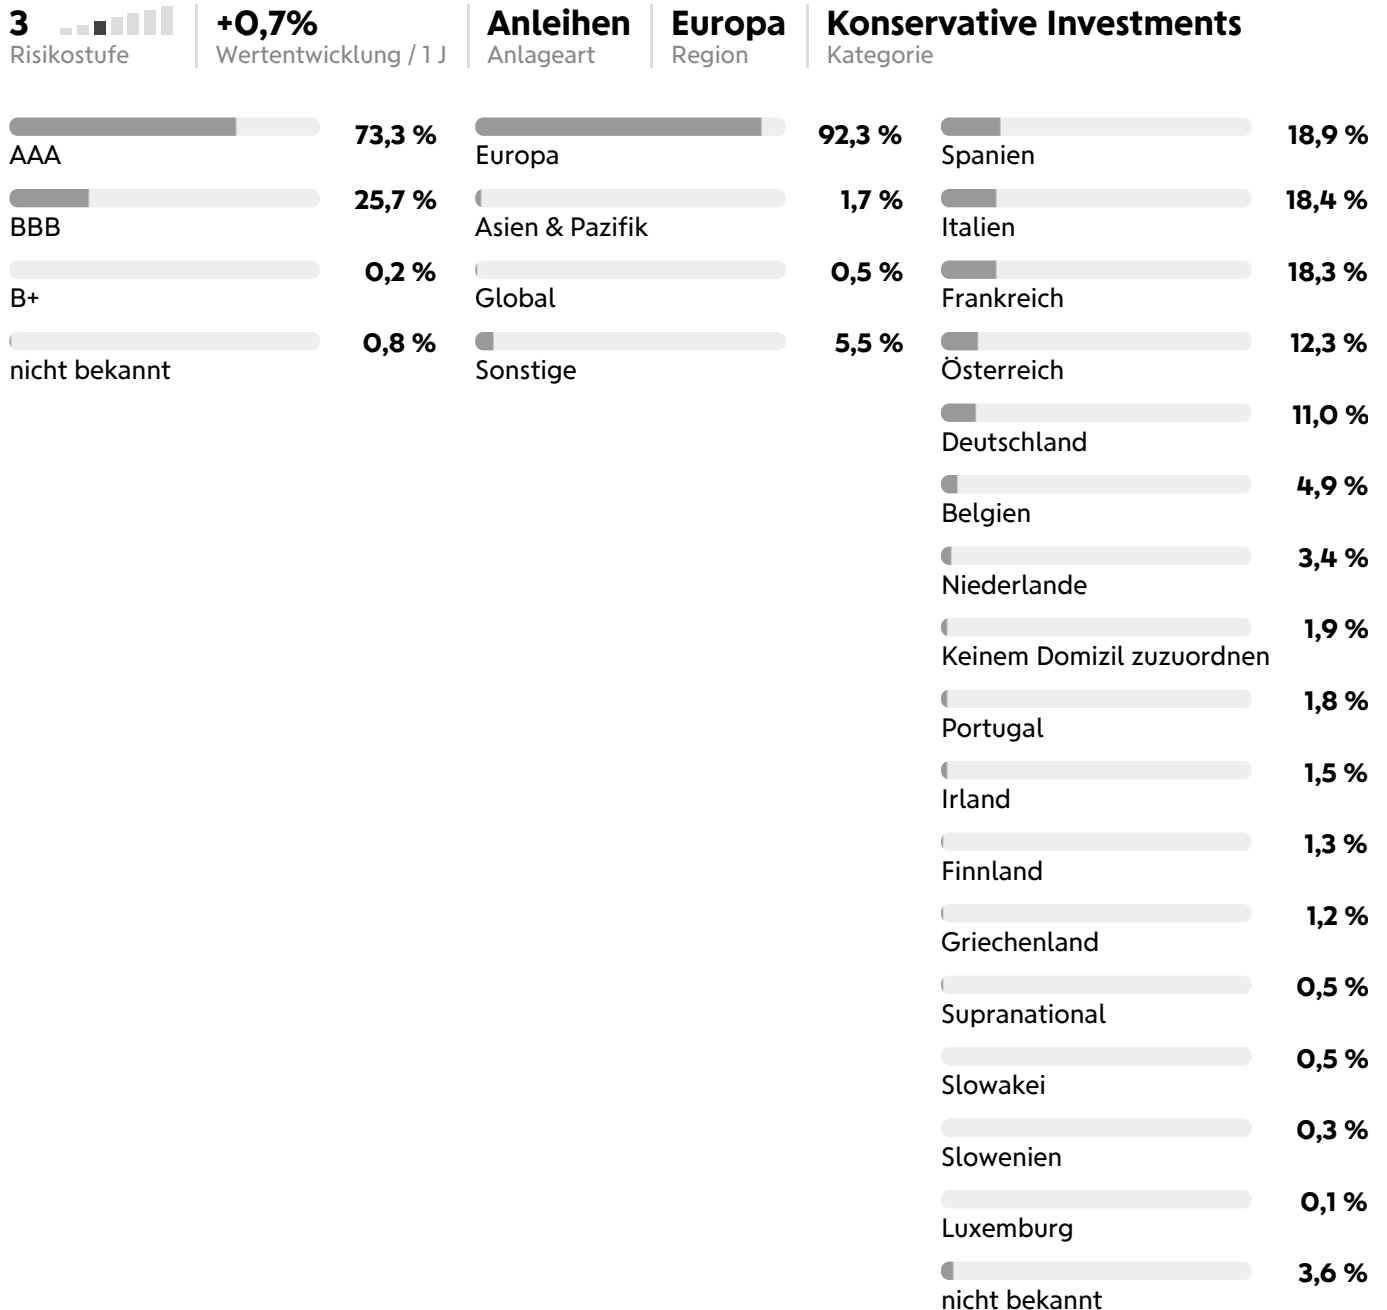 3
Risikostufe
+0,7%
Wertentwicklung / 1 J
Anleihen
Anlageart
Europa
Region
Konservative Investments
Kategorie
73,3 %
AAA
25,7 %
BBB
0,2 %
B+
0,8 %
nicht bekannt
92,3 %
Europa
1,7 %
Asien & Pazifik
0,5 %
Global
5,5 %
Sonstige
18,9 %
Spanien
18,4 %
Italien
18,3 %
Frankreich
12,3 %
Österreich
11,0 %
Deutschland
4,9 %
Belgien
3,4 %
Niederlande
1,9 %
Keinem Domizil zuzuordnen
1,8 %
Portugal
1,5 %
Irland
1,3 %
Finnland
1,2 %
Griechenland
0,5 %
Supranational
0,5 %
Slowakei
0,3 %
Slowenien
0,1 %
Luxemburg
3,6 %
nicht bekannt